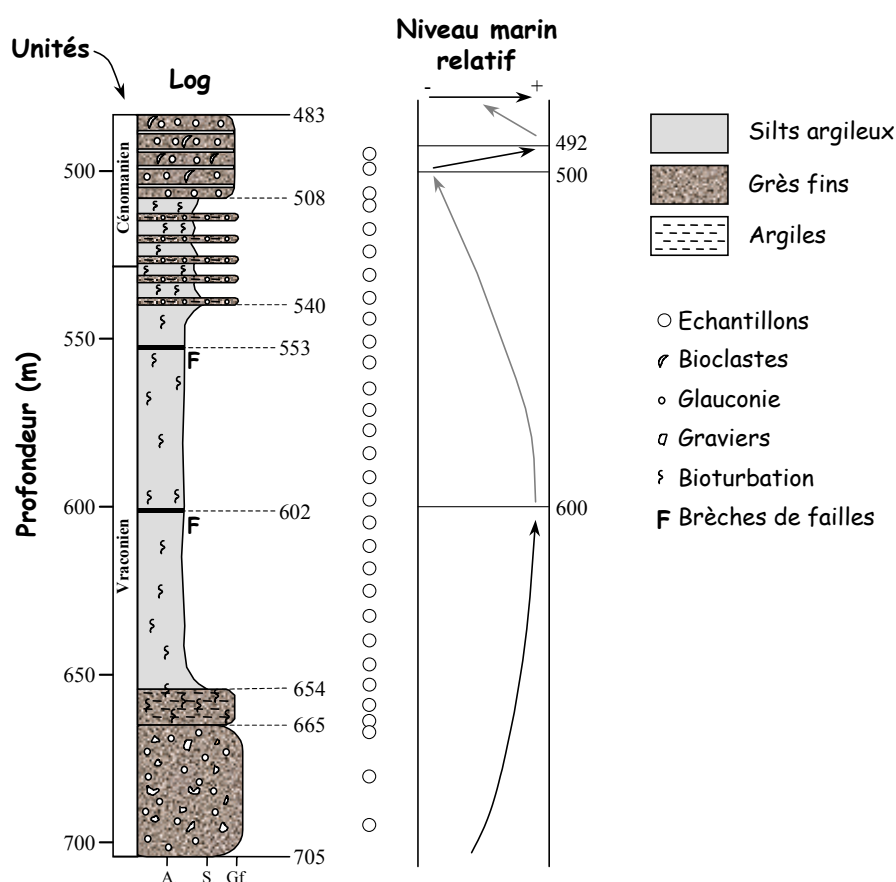 Unités
Log
Niveau marin
relatif
- +
Cénomanien
Vraconien
Profondeur (m)
500
550
600
650
700
483
508
540
553
F
602
F
654
665
705
A S Gf
492
500
600
Silts argileux
Grès fins
Argiles
Echantillons
Bioclastes
Glauconie
Graviers
Bioturbation
F Brèches de failles